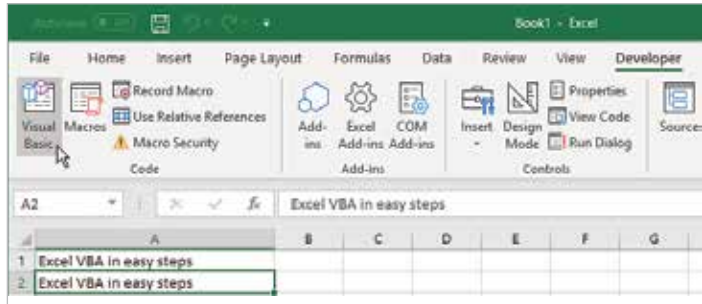 Book1 - Excel
File Home Insert Page Layout Formulas Data Review View Developer
Visual Basic
Macros
Record Macro
Use Relative References
Macro Security
Code
Add-ins
Excel Add-ins
COM Add-ins
Add-Ins
Insert
Design Mode
Properties
View Code
Run Dialog
Controls
Source
A2 fx Excel VBA in easy steps
A B C D E F G
1 Excel VBA in easy steps
2 Excel VBA in easy steps